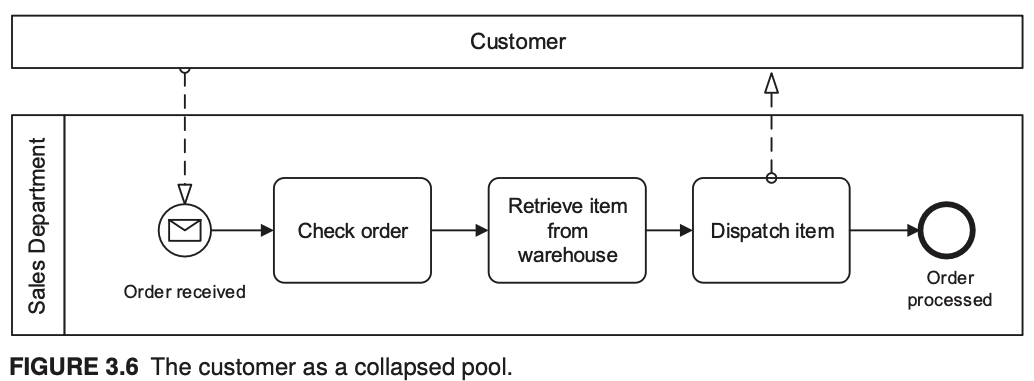 Customer
Sales Department
Order received
Check order
Retrieve item
from
warehouse
Dispatch item
Order
processed
FIGURE 3.6 The customer as a collapsed pool.